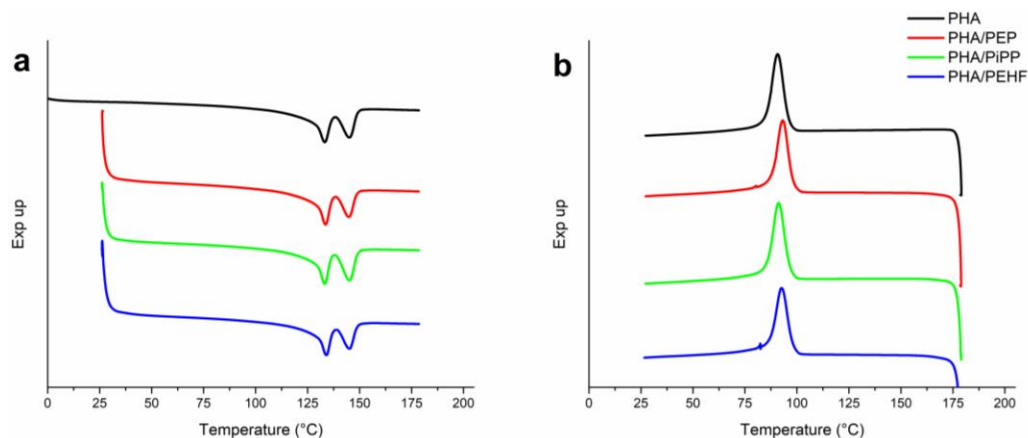 a
Exp up
0 25 50 75 100 125 150 175 200
Temperature (°C)
b
PHA
PHA/PEP
PHA/PiPP
PHA/PEHF
Exp up
0 25 50 75 100 125 150 175 200
Temperature (°C)